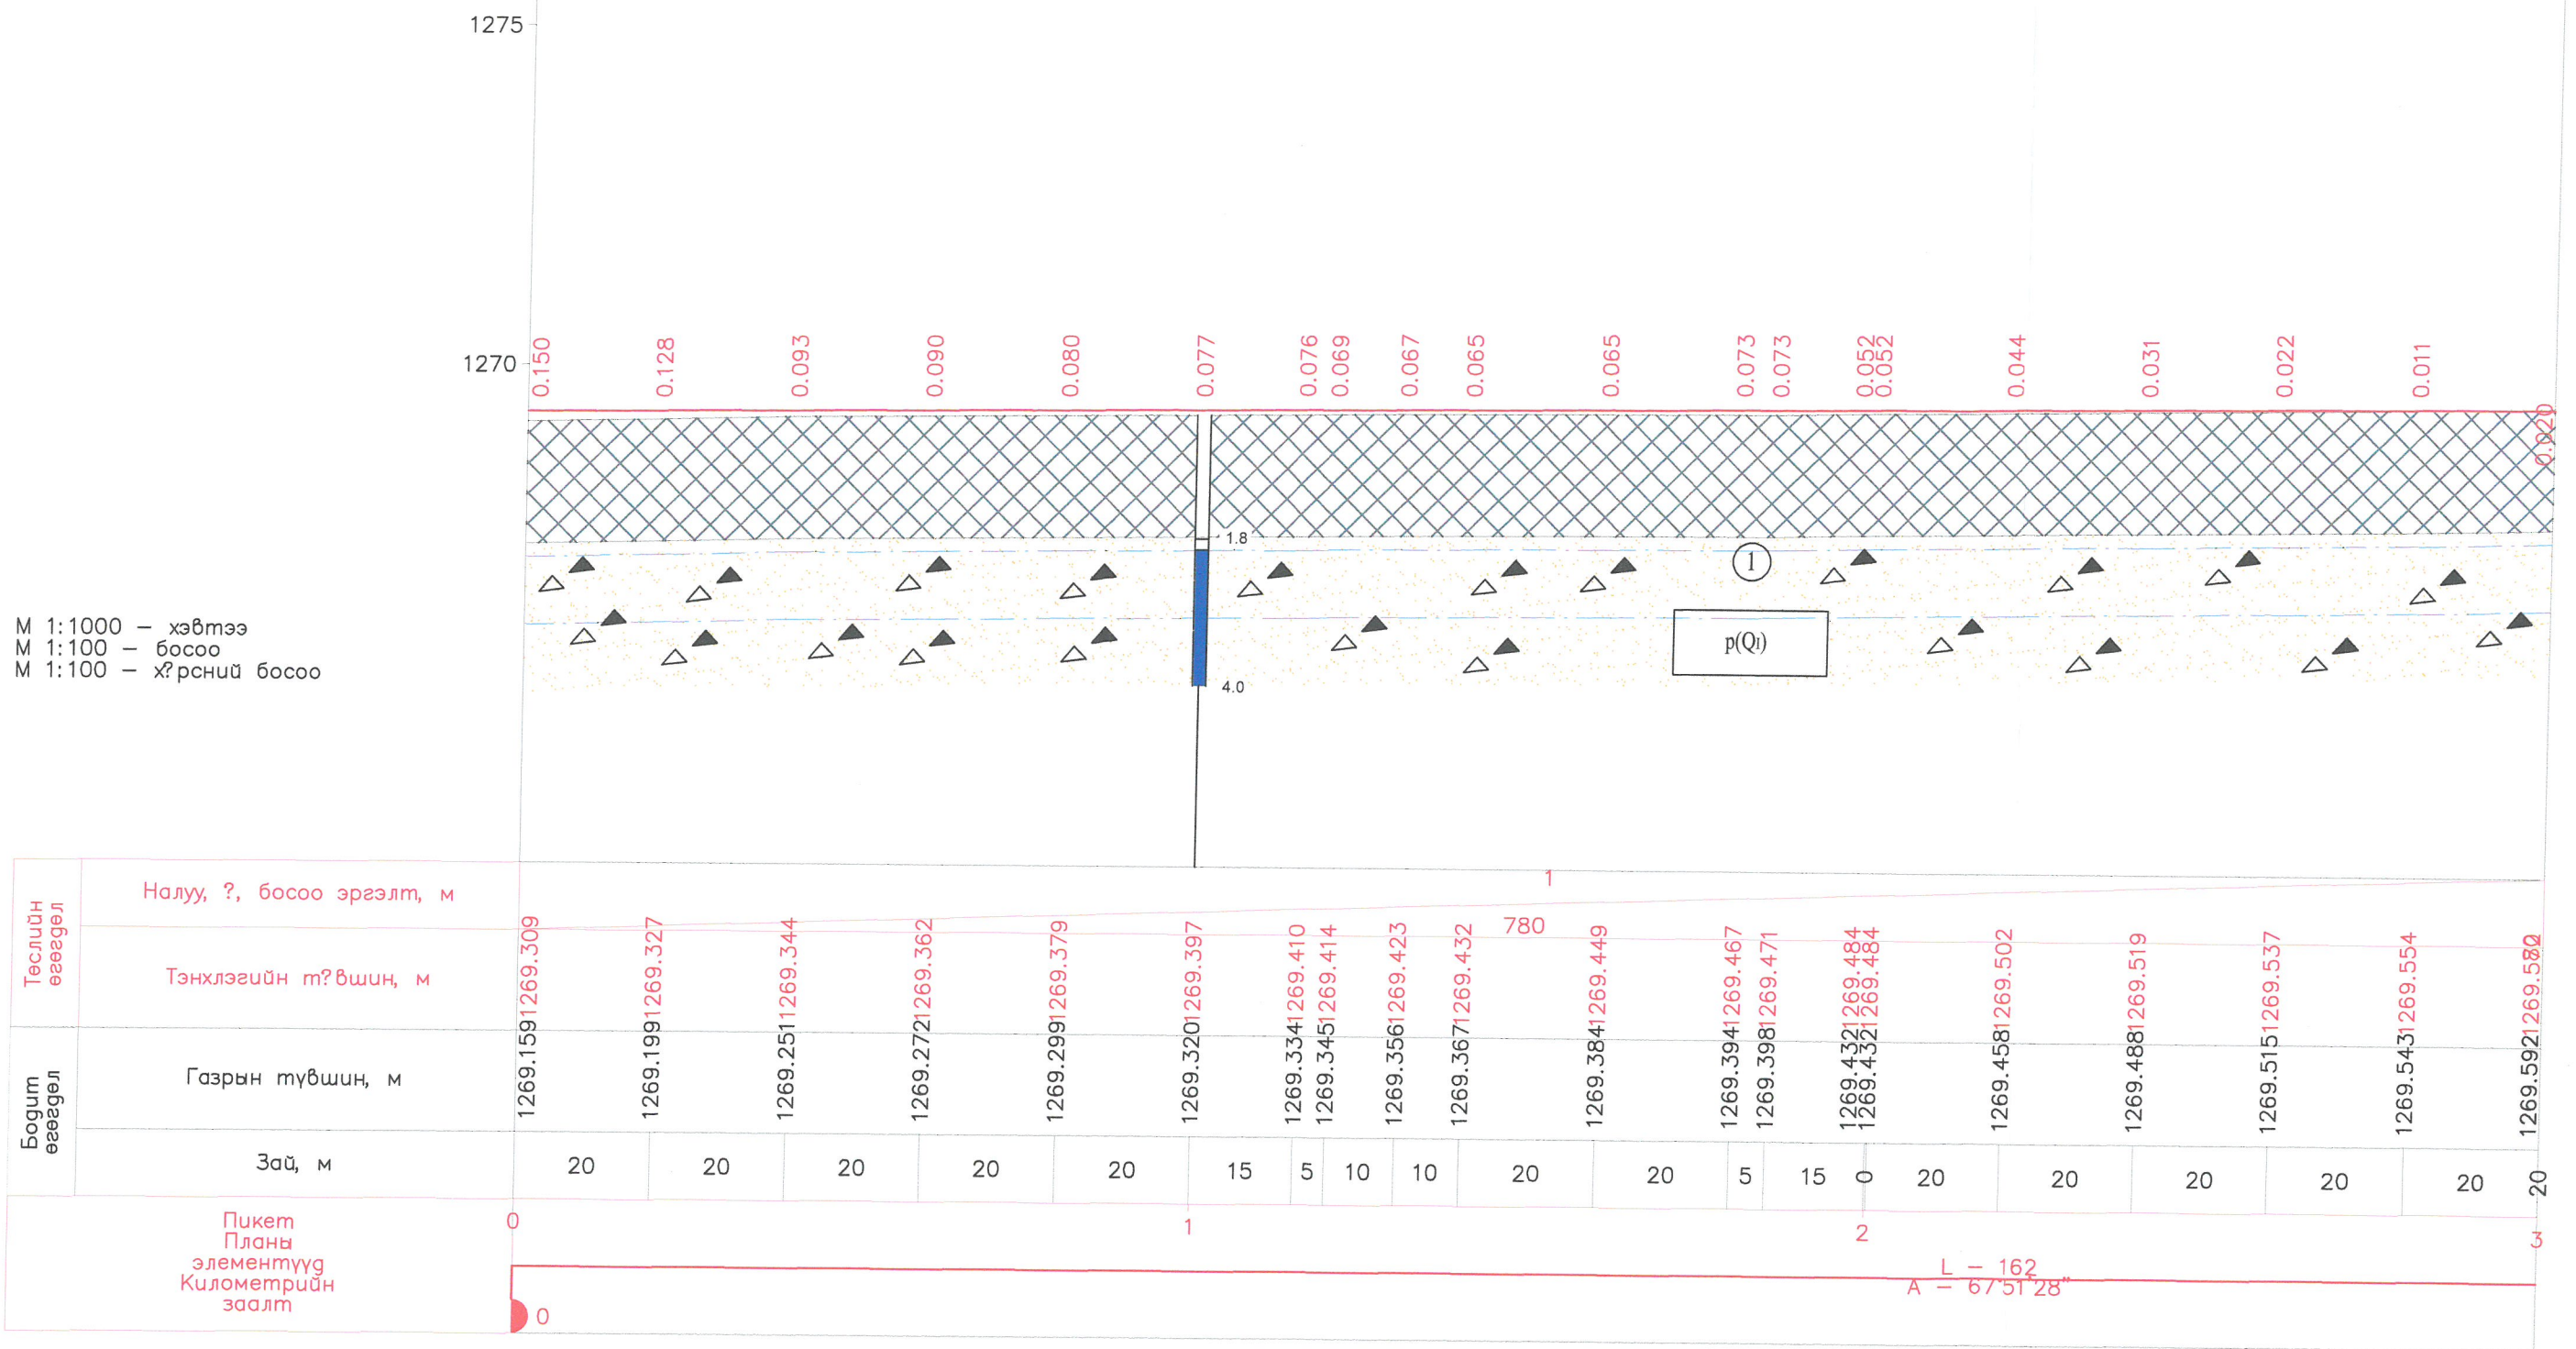 1275
1270
0.150 0.128 0.093 0.090 0.080 0.077 0.076 0.069 0.067 0.065 0.065 0.073 0.073 0.052 0.052 0.044 0.031 0.022 0.011 0.020
1.8
1
p(QI)
4.0
М 1:1000 – хэвтээ
М 1:100 – босоо
М 1:100 – х?рсний босоо
Төслийн өгөгдөл
Налуу, ?, босоо эргэлт, м
1
780
Тэнхлэгийн т?вшин, м
1269.309 1269.327 1269.344 1269.362 1269.379 1269.397 1269.410 1269.414 1269.423 1269.432 1269.449 1269.467 1269.471 1269.484 1269.484 1269.502 1269.519 1269.537 1269.554
Бодит өгөгдөл
Газрын түвшин, м
1269.159 1269.199 1269.251 1269.272 1269.299 1269.320 1269.334 1269.345 1269.356 1269.367 1269.384 1269.394 1269.398 1269.432 1269.432 1269.458 1269.488 1269.515 1269.543 1269.592
Зай, м
20 20 20 20 20 15 5 10 10 20 20 5 15 0 20 20 20 20 20 20
Пикет
0 1 2 3
Планы
элементүүд
L – 162
A – 67°51'28"
Километрийн
заалт
0